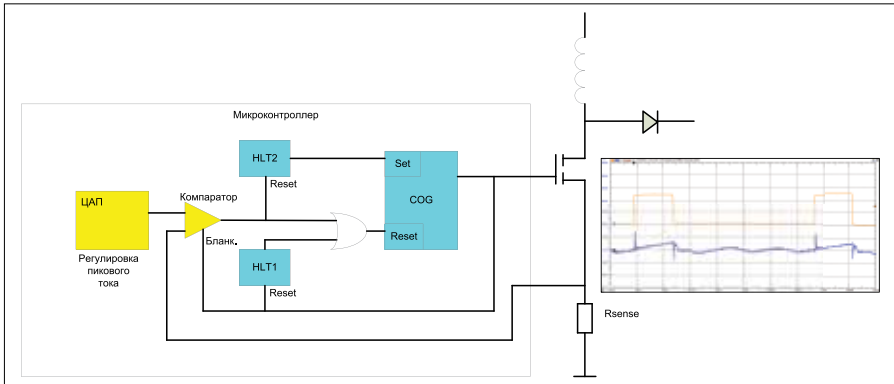 Микроконтроллер
HLT2
Reset
Set
COG
Reset
ЦАП
Компаратор
Бланк.
HLT1
Reset
Регулировка
пикового
тока
Rsense